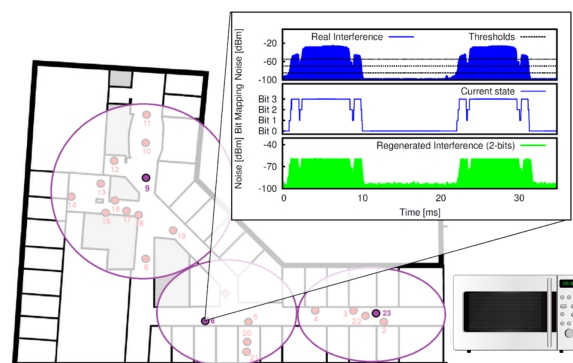 Real Interference
Thresholds
Noise [dBm]
-20
-60
-100
Current state
Bit Mapping
Bit 3
Bit 2
Bit 1
Bit 0
Regenerated Interference (2-bits)
Noise [dBm]
-40
-70
-100
0
10
20
30
Time [ms]
11
10
12
9
13
14
16
15
17
18
19
8
6
5
20
21
4
3
22
23
2